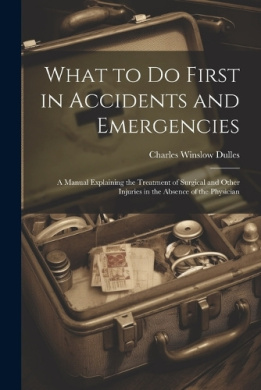 What to Do First
in Accidents and
Emergencies
Charles Winslow Dulles
A Manual Explaining the Treatment of Surgical and Other
Injuries in the Absence of the Physician